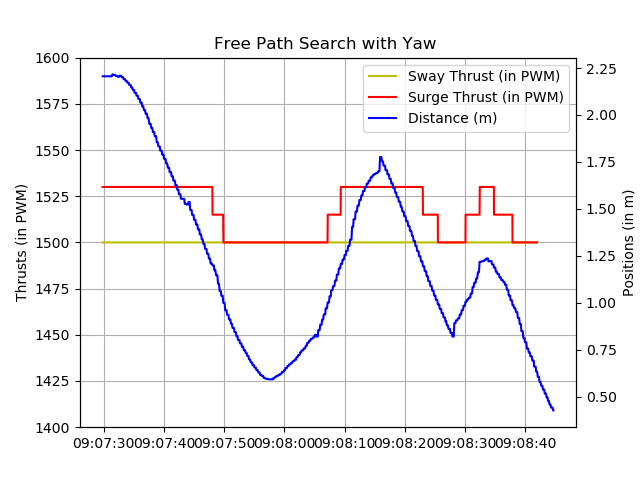 Free Path Search with Yaw
Sway Thrust (in PWM)
Surge Thrust (in PWM)
Distance (m)
Thrusts (in PWM)
1600
1575
1550
1525
1500
1475
1450
1425
1400
Positions (in m)
2.25
2.00
1.75
1.50
1.25
1.00
0.75
0.50
09:07:30 09:07:40 09:07:50 09:08:00 09:08:10 09:08:20 09:08:30 09:08:40